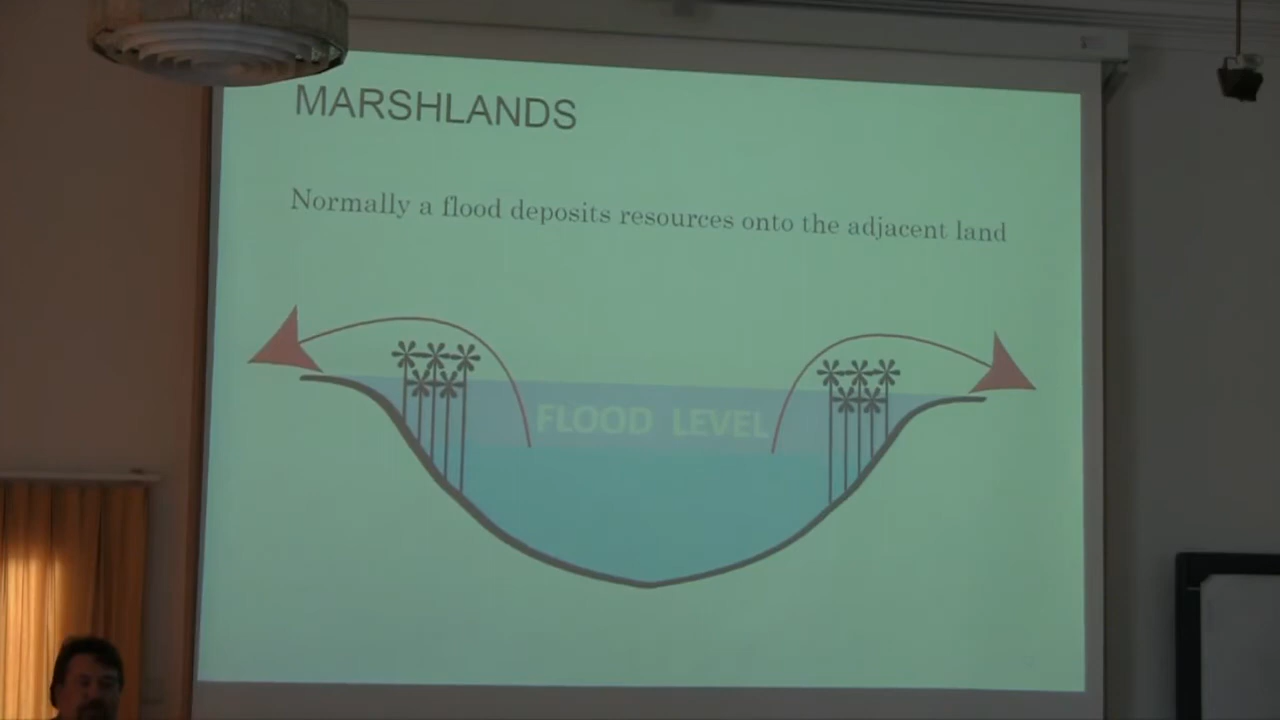 MARSHLANDS
Normally a flood deposits resources onto the adjacent land
FLOOD LEVEL